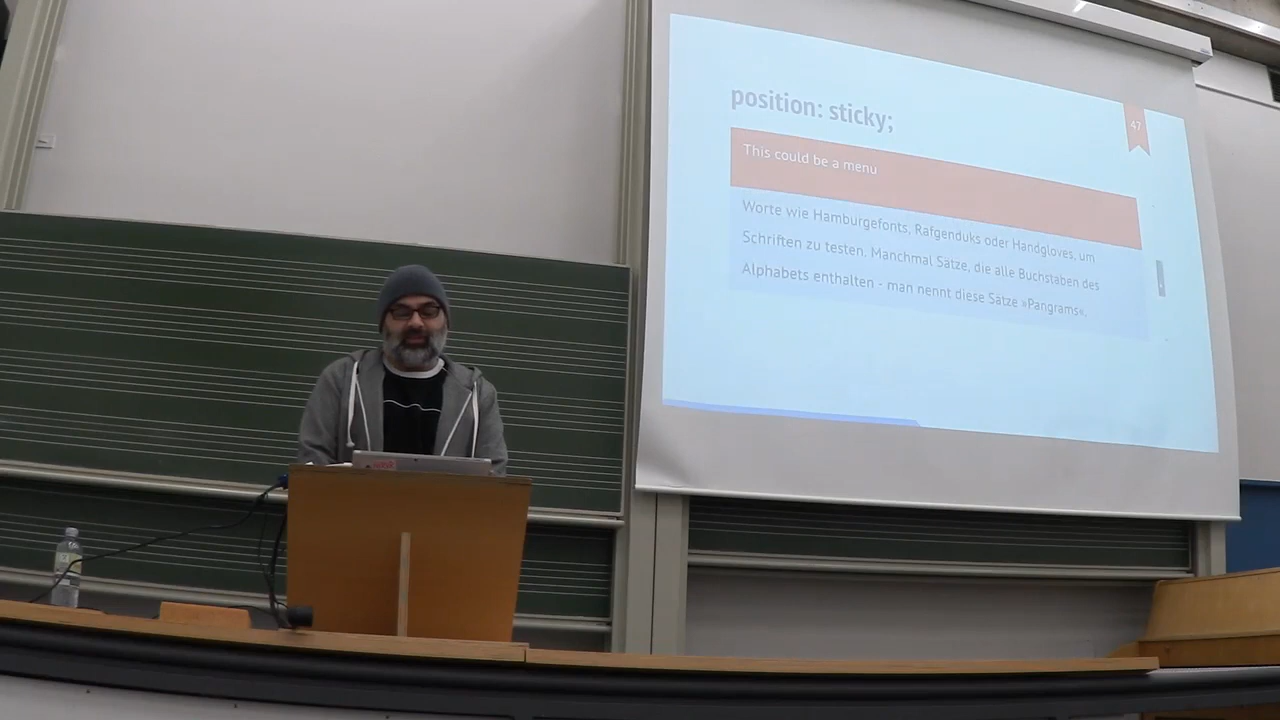 position: sticky;
47
This could be a menu
Worte wie Hamburgefonts, Rafgenduks oder Handgloves, um
Schriften zu testen. Manchmal Sätze, die alle Buchstaben des
Alphabets enthalten - man nennt diese Sätze »Pangrams«.